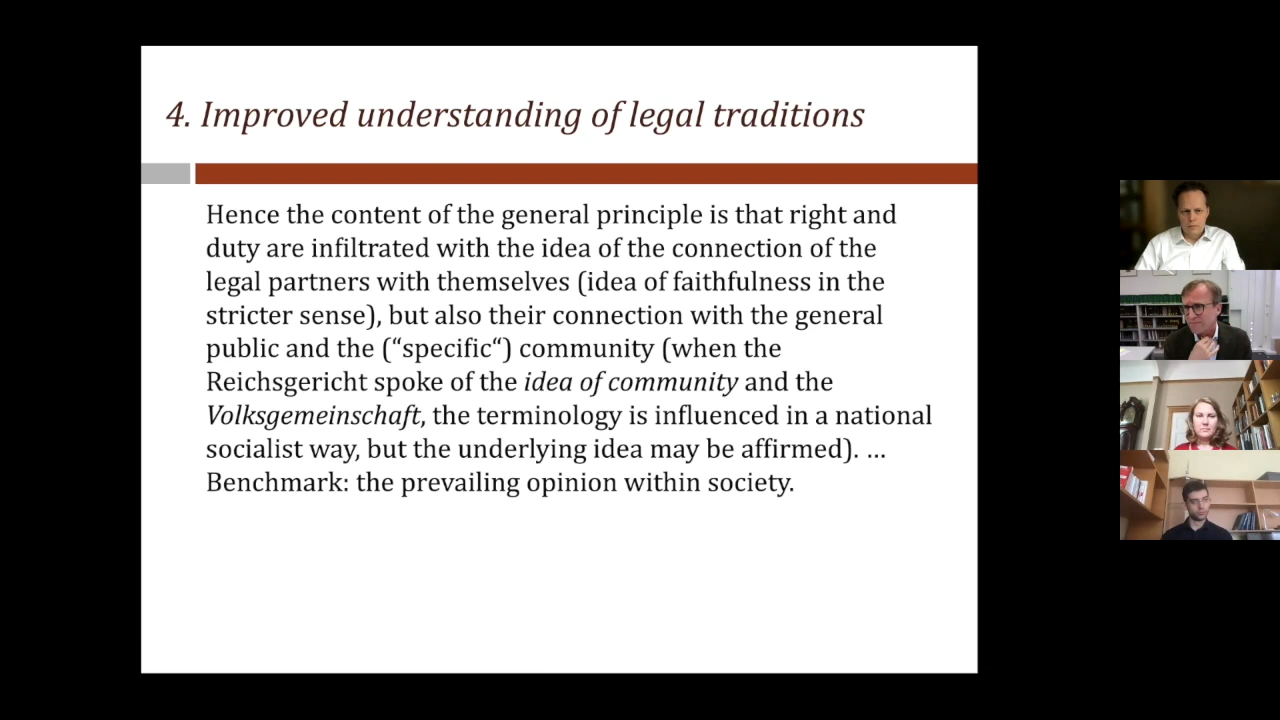 4. Improved understanding of legal traditions
Hence the content of the general principle is that right and
duty are infiltrated with the idea of the connection of the
legal partners with themselves (idea of faithfulness in the
stricter sense), but also their connection with the general
public and the (“specific“) community (when the
Reichsgericht spoke of the idea of community and the
Volksgemeinschaft, the terminology is influenced in a national
socialist way, but the underlying idea may be affirmed). …
Benchmark: the prevailing opinion within society.